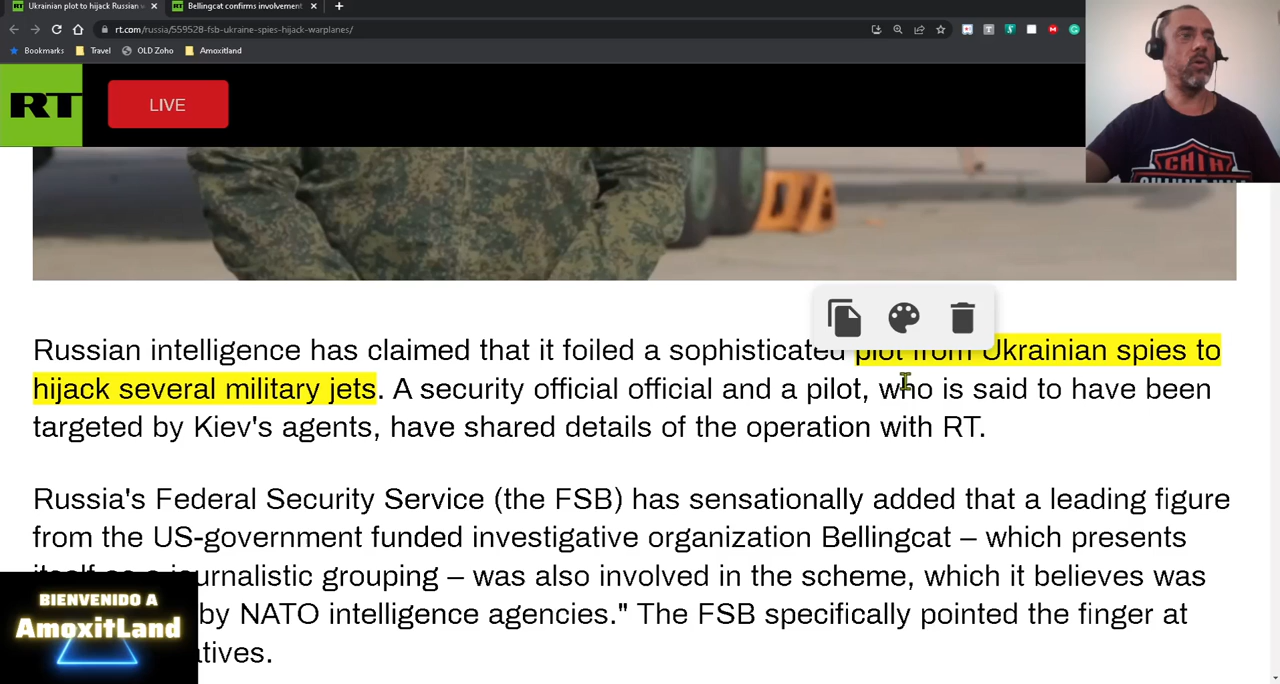 Ukrainian plot to hijack Russian
Bellingcat confirms involvement
rt.com/russia/559528-fsb-ukraine-spies-hijack-warplanes/
Bookmarks Travel OLD Zoho Amoxitland
RT LIVE
CHIN
Russian intelligence has claimed that it foiled a sophisticated plot from Ukrainian spies to
hijack several military jets. A security official official and a pilot, who is said to have been
targeted by Kiev's agents, have shared details of the operation with RT.
Russia's Federal Security Service (the FSB) has sensationally added that a leading figure
from the US-government funded investigative organization Bellingcat – which presents
journalistic grouping – was also involved in the scheme, which it believes was
by NATO intelligence agencies." The FSB specifically pointed the finger at
BIENVENIDO A
AmoxitLand